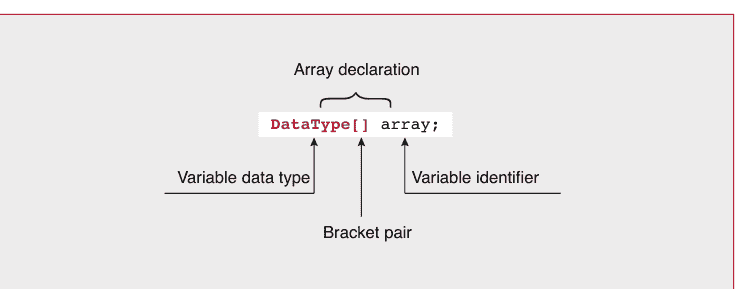 Array declaration
DataType[] array;
Variable data type
Variable identifier
Bracket pair